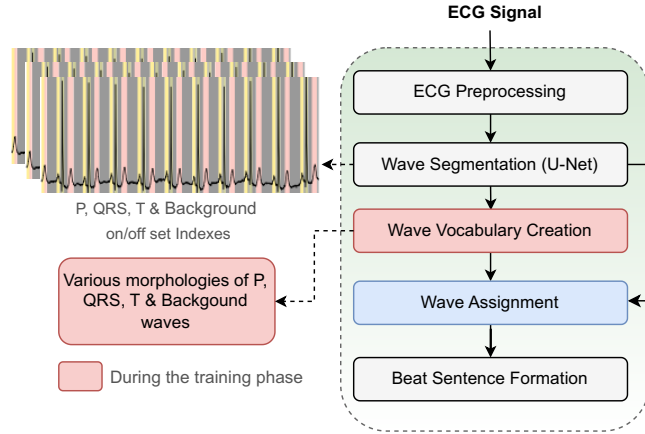 ECG Signal
ECG Preprocessing
Wave Segmentation (U-Net)
P, QRS, T & Background
on/off set Indexes
Wave Vocabulary Creation
Various morphologies of P,
QRS, T & Backgound
waves
Wave Assignment
During the training phase
Beat Sentence Formation